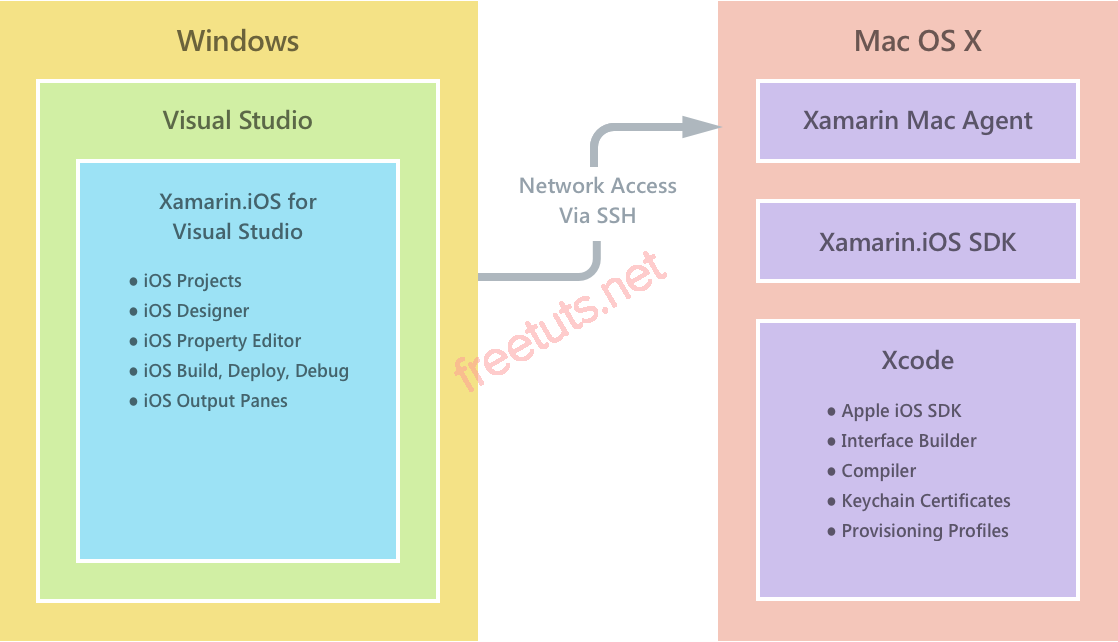 Windows
Visual Studio
Xamarin.iOS for
Visual Studio
● iOS Projects
● iOS Designer
● iOS Property Editor
● iOS Build, Deploy, Debug
● iOS Output Panes
Network Access
Via SSH
freetuts.net
Mac OS X
Xamarin Mac Agent
Xamarin.iOS SDK
Xcode
● Apple iOS SDK
● Interface Builder
● Compiler
● Keychain Certificates
● Provisioning Profiles